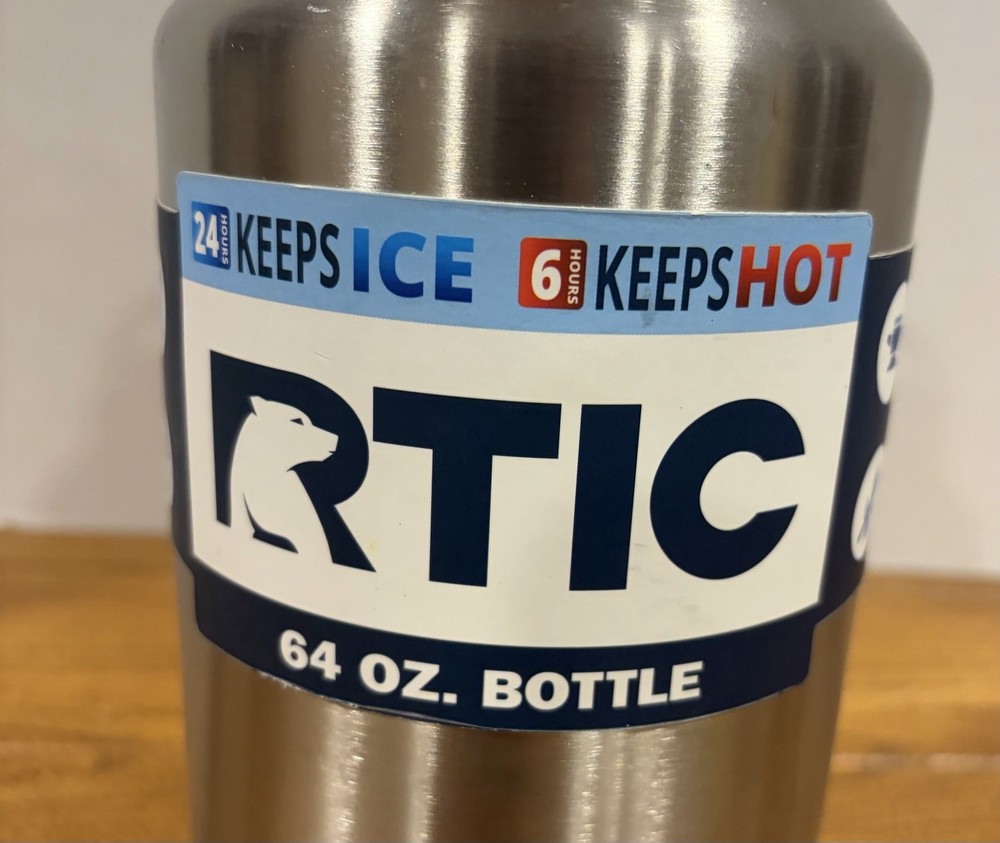 24 HOURS KEEPS ICE 6 HOURS KEEPS HOT
RTIC
64 OZ. BOTTLE